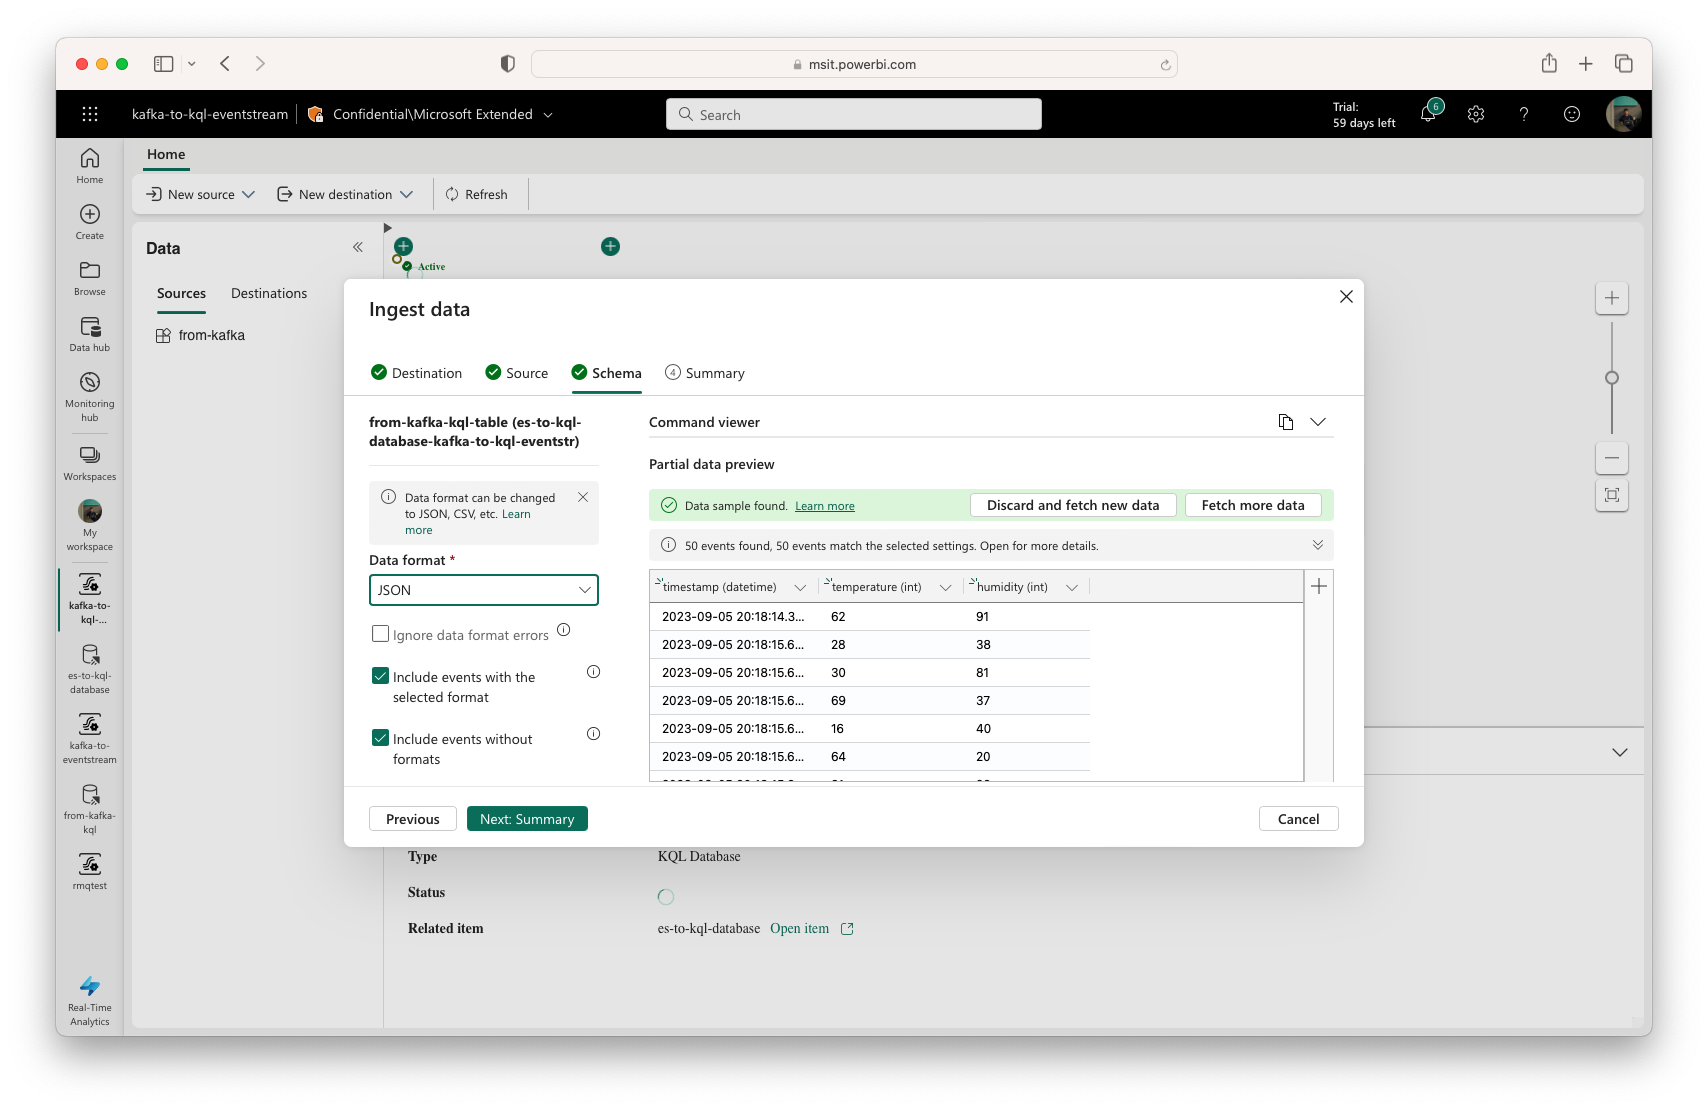 msit.powerbi.com
kafka-to-kql-eventstream
Confidential\Microsoft Extended
Search
Trial:
59 days left
6
?
Home
Create
Browse
Data hub
Monitoring
hub
Workspaces
My
workspace
kafka-to-
kql-...
es-to-kql-
database
kafka-to-
eventstream
from-kafka-
kql
rmqtest
Real-Time
Analytics
Home
New source
New destination
Refresh
Data
Sources
Destinations
from-kafka
Active
Ingest data
Destination
Source
Schema
4 Summary
from-kafka-kql-table (es-to-kql-
database-kafka-to-kql-eventstr)
Data format can be changed
to JSON, CSV, etc. Learn
more
Data format *
JSON
Ignore data format errors
Include events with the
selected format
Include events without
formats
Command viewer
Partial data preview
Data sample found. Learn more
Discard and fetch new data
Fetch more data
50 events found, 50 events match the selected settings. Open for more details.
timestamp (datetime) temperature (int) humidity (int)
2023-09-05 20:18:14.3... 62 91
2023-09-05 20:18:15.6... 28 38
2023-09-05 20:18:15.6... 30 81
2023-09-05 20:18:15.6... 69 37
2023-09-05 20:18:15.6... 16 40
2023-09-05 20:18:15.6... 64 20
Previous
Next: Summary
Cancel
Type KQL Database
Status
Related item es-to-kql-database Open item